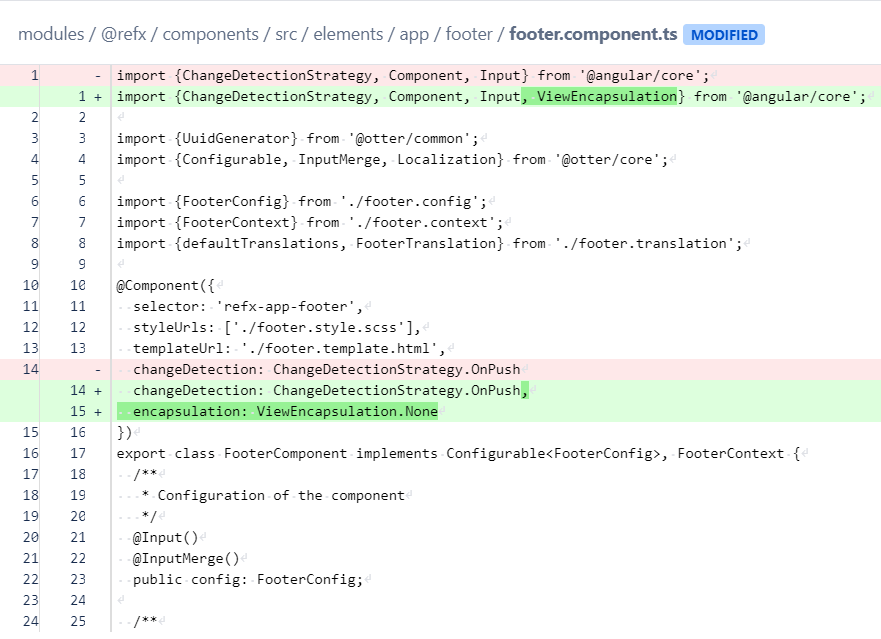 modules / @refx / components / src / elements / app / footer / footer.component.ts MODIFIED
1 - import {ChangeDetectionStrategy, Component, Input} from '@angular/core';
1 + import {ChangeDetectionStrategy, Component, Input, ViewEncapsulation} from '@angular/core';
2 2
3 3 import {UuidGenerator} from '@otter/common';
4 4 import {Configurable, InputMerge, Localization} from '@otter/core';
5 5
6 6 import {FooterConfig} from './footer.config';
7 7 import {FooterContext} from './footer.context';
8 8 import {defaultTranslations, FooterTranslation} from './footer.translation';
9 9
10 10 @Component({
11 11   selector: 'refx-app-footer',
12 12   styleUrls: ['./footer.style.scss'],
13 13   templateUrl: './footer.template.html',
14 -   changeDetection: ChangeDetectionStrategy.OnPush
14 +   changeDetection: ChangeDetectionStrategy.OnPush,
15 +   encapsulation: ViewEncapsulation.None
15 16 })
16 17 export class FooterComponent implements Configurable<FooterConfig>, FooterContext {
17 18   /**
18 19    * Configuration of the component
19 20    */
20 21   @Input()
21 22   @InputMerge()
22 23   public config: FooterConfig;
23 24
24 25   /**